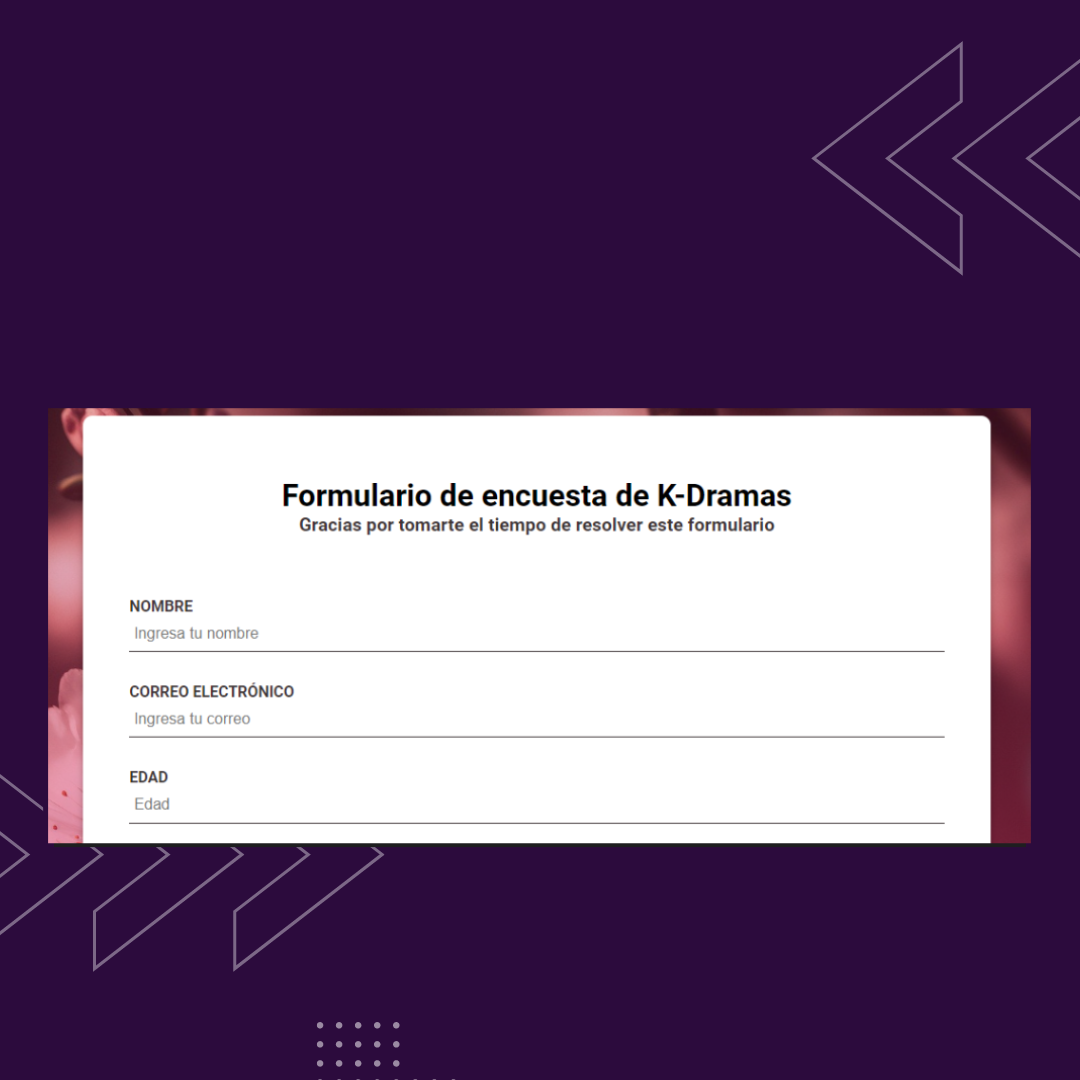 Formulario de encuesta de K-Dramas
Gracias por tomarte el tiempo de resolver este formulario
NOMBRE
Ingresa tu nombre
CORREO ELECTRÓNICO
Ingresa tu correo
EDAD
Edad